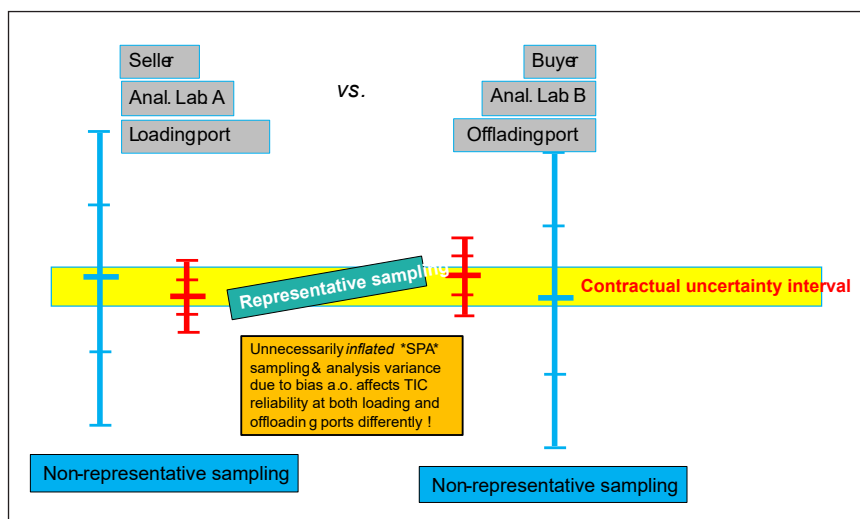 Seller
Buyer
Anal. Lab. A
vs.
Anal. Lab. B
Loadingport
Offladingport
Representative sampling
Contractual uncertainty interval
Unnecessarily inflated *SPA*
sampling & analysis variance
due to bias a.o. affects TIC
reliability at both loading and
offloading ports differently !
Non-representative sampling
Non-representative sampling